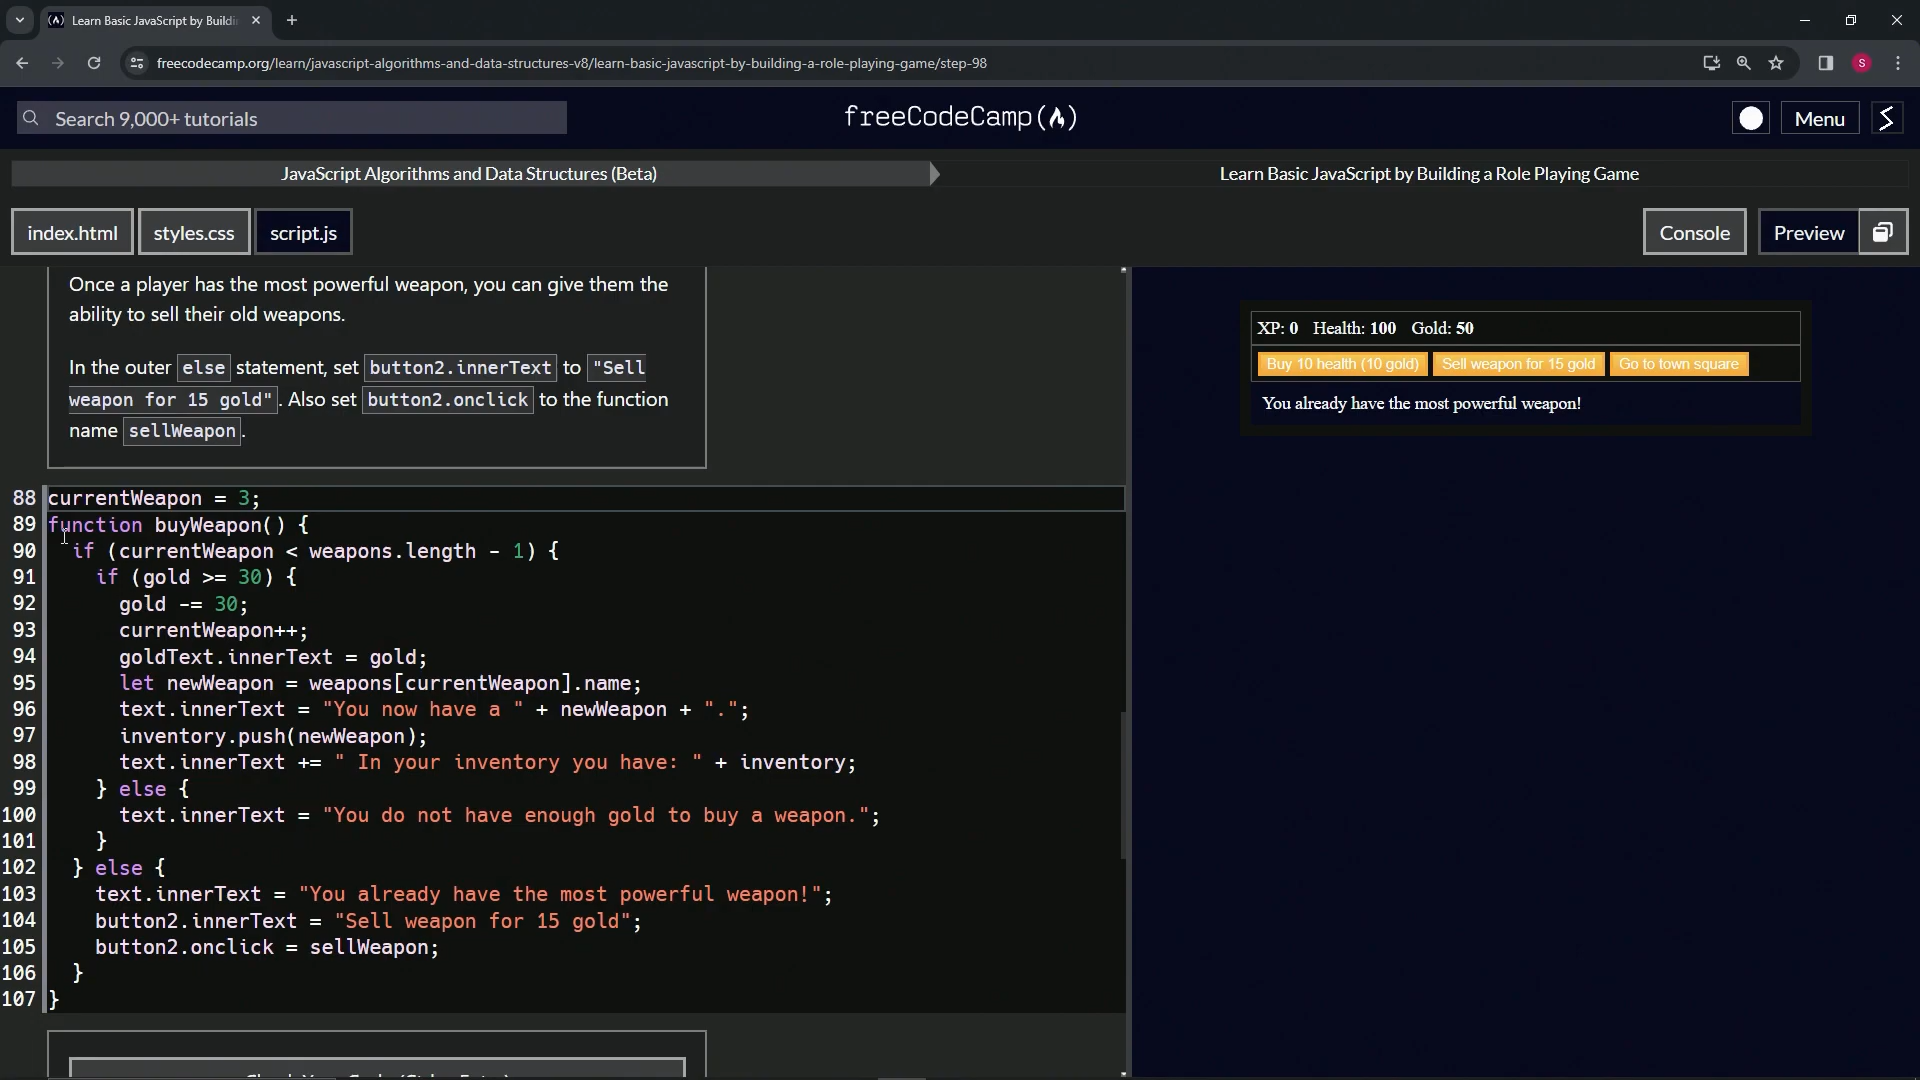 Learn Basic JavaScript by Buildi
freecodecamp.org/learn/javascript-algorithms-and-data-structures-v8/learn-basic-javascript-by-building-a-role-playing-game/step-98
S
Search 9,000+ tutorials
freeCodeCamp
Menu
JavaScript Algorithms and Data Structures (Beta)
Learn Basic JavaScript by Building a Role Playing Game
index.html
styles.css
script.js
Console
Preview
Once a player has the most powerful weapon, you can give them the
ability to sell their old weapons.
In the outer else statement, set button2.innerText to "Sell
weapon for 15 gold". Also set button2.onclick to the function
name sellWeapon.
88 currentWeapon = 3;
89 function buyWeapon() {
90 if (currentWeapon < weapons.length - 1) {
91 if (gold >= 30) {
92 gold -= 30;
93 currentWeapon++;
94 goldText.innerText = gold;
95 let newWeapon = weapons[currentWeapon].name;
96 text.innerText = "You now have a " + newWeapon + ".";
97 inventory.push(newWeapon);
98 text.innerText += " In your inventory you have: " + inventory;
99 } else {
100 text.innerText = "You do not have enough gold to buy a weapon.";
101 }
102 } else {
103 text.innerText = "You already have the most powerful weapon!";
104 button2.innerText = "Sell weapon for 15 gold";
105 button2.onclick = sellWeapon;
106 }
107 }
XP: 0 Health: 100 Gold: 50
Buy 10 health (10 gold)
Sell weapon for 15 gold
Go to town square
You already have the most powerful weapon!